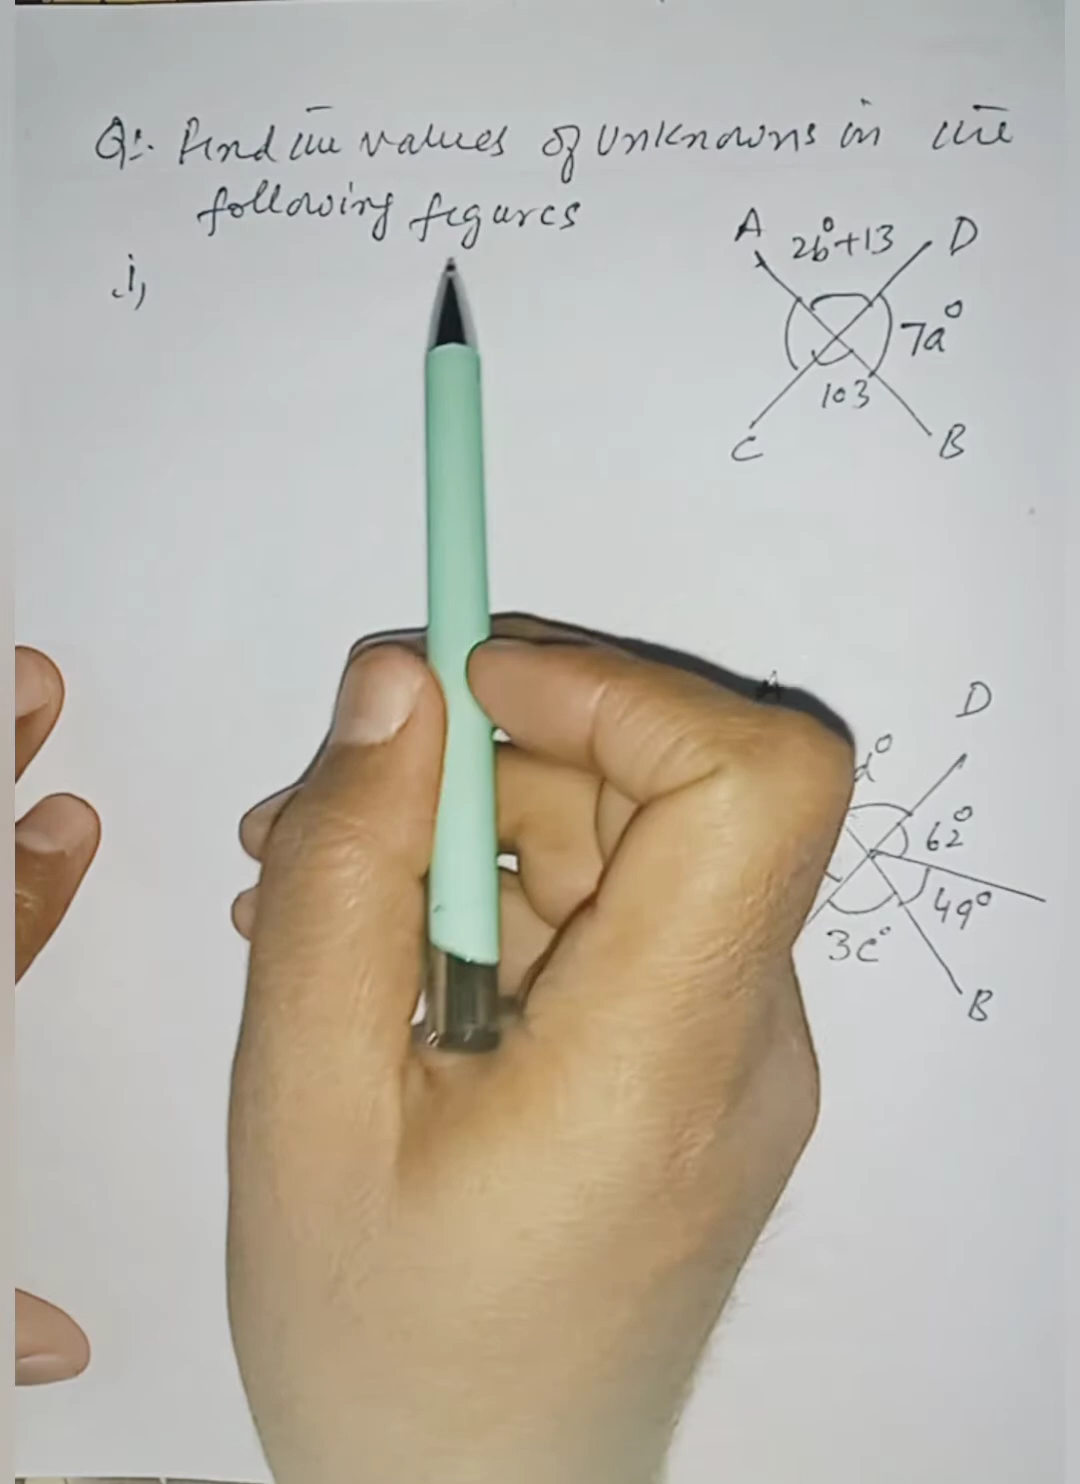 Q:- Find the values of unknowns in the
following figures
i,
A 2b°+13 D
7a°
103
C B
A D
d°
62°
49°
3c°
B